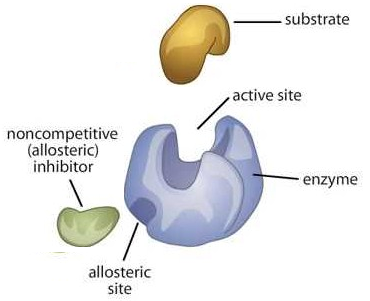 substrate
active site
noncompetitive
(allosteric)
inhibitor
enzyme
allosteric
site